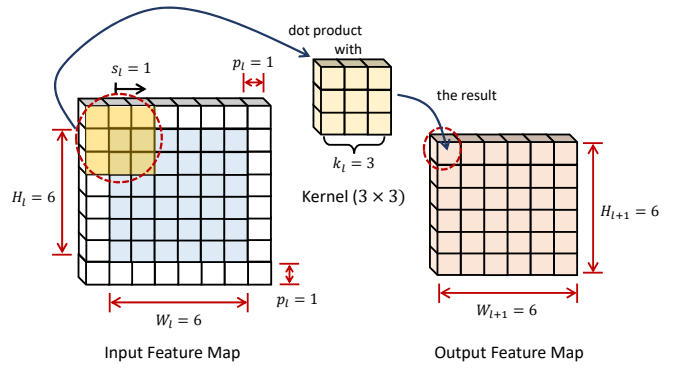 dot product
with
s_l = 1
p_l = 1
the result
k_l = 3
Kernel (3 × 3)
H_l = 6
H_{l+1} = 6
p_l = 1
W_l = 6
W_{l+1} = 6
Input Feature Map
Output Feature Map